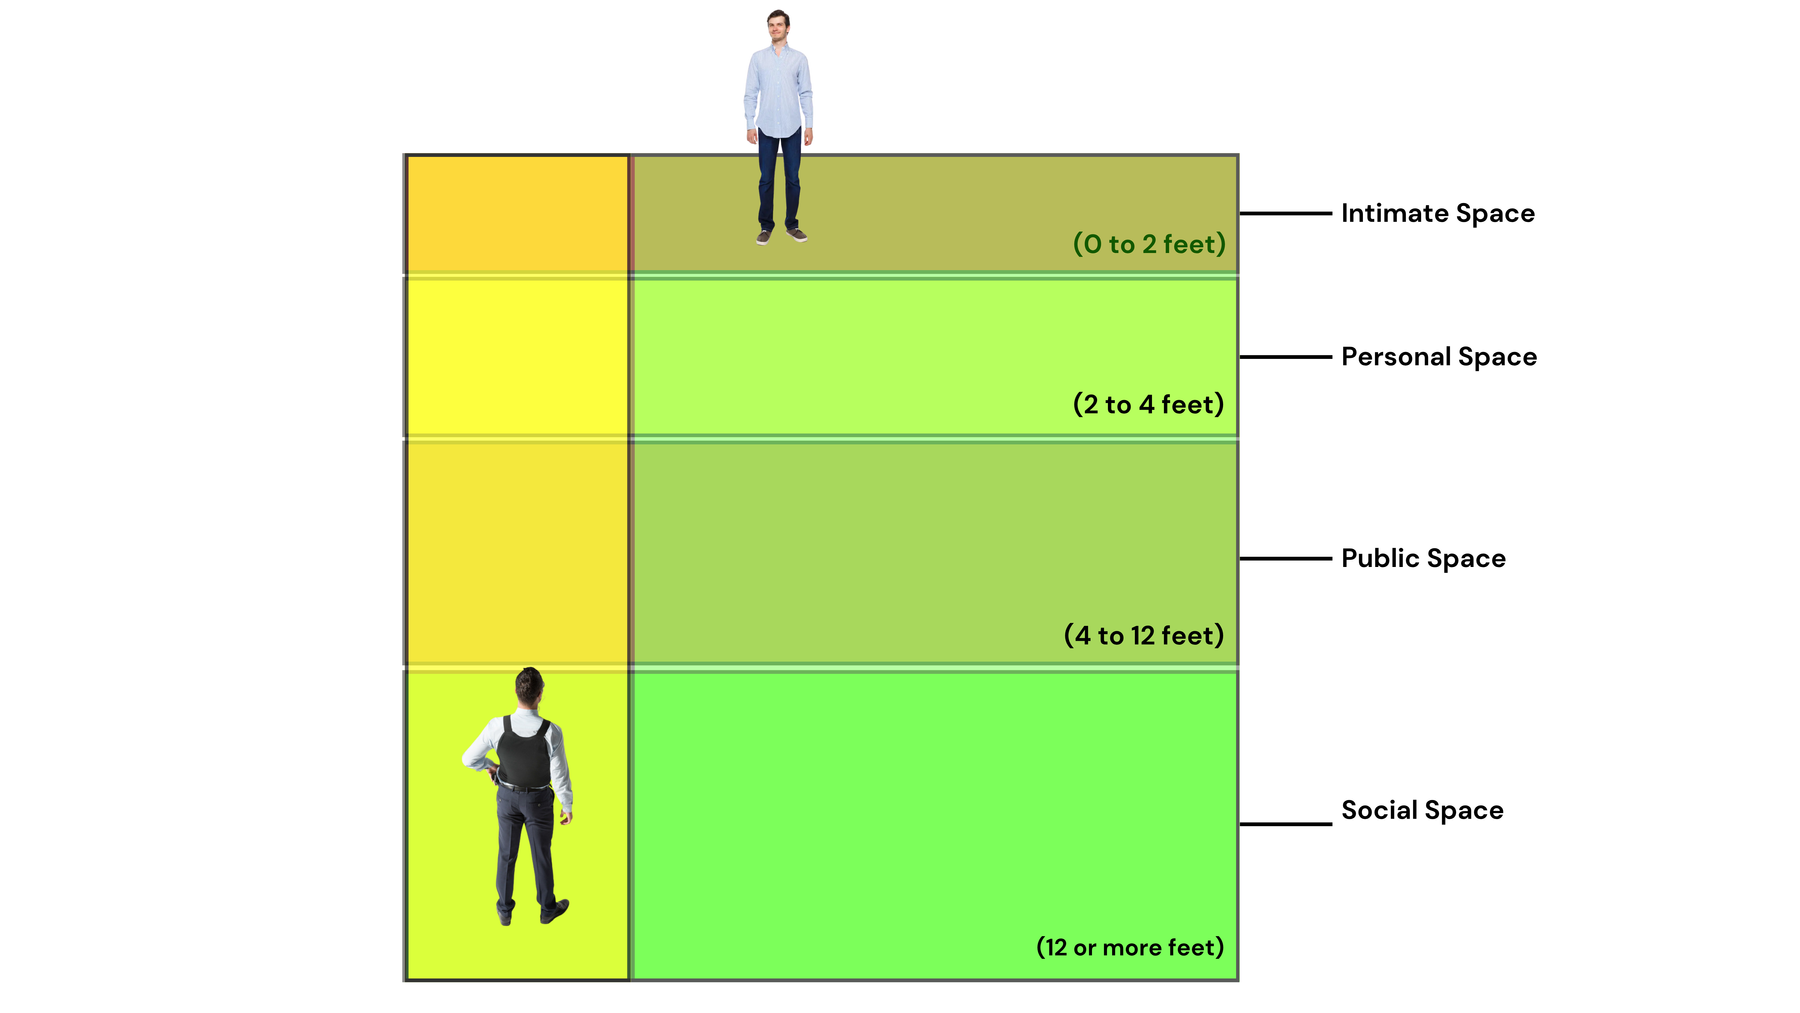 Intimate Space
(0 to 2 feet)
Personal Space
(2 to 4 feet)
Public Space
(4 to 12 feet)
Social Space
(12 or more feet)